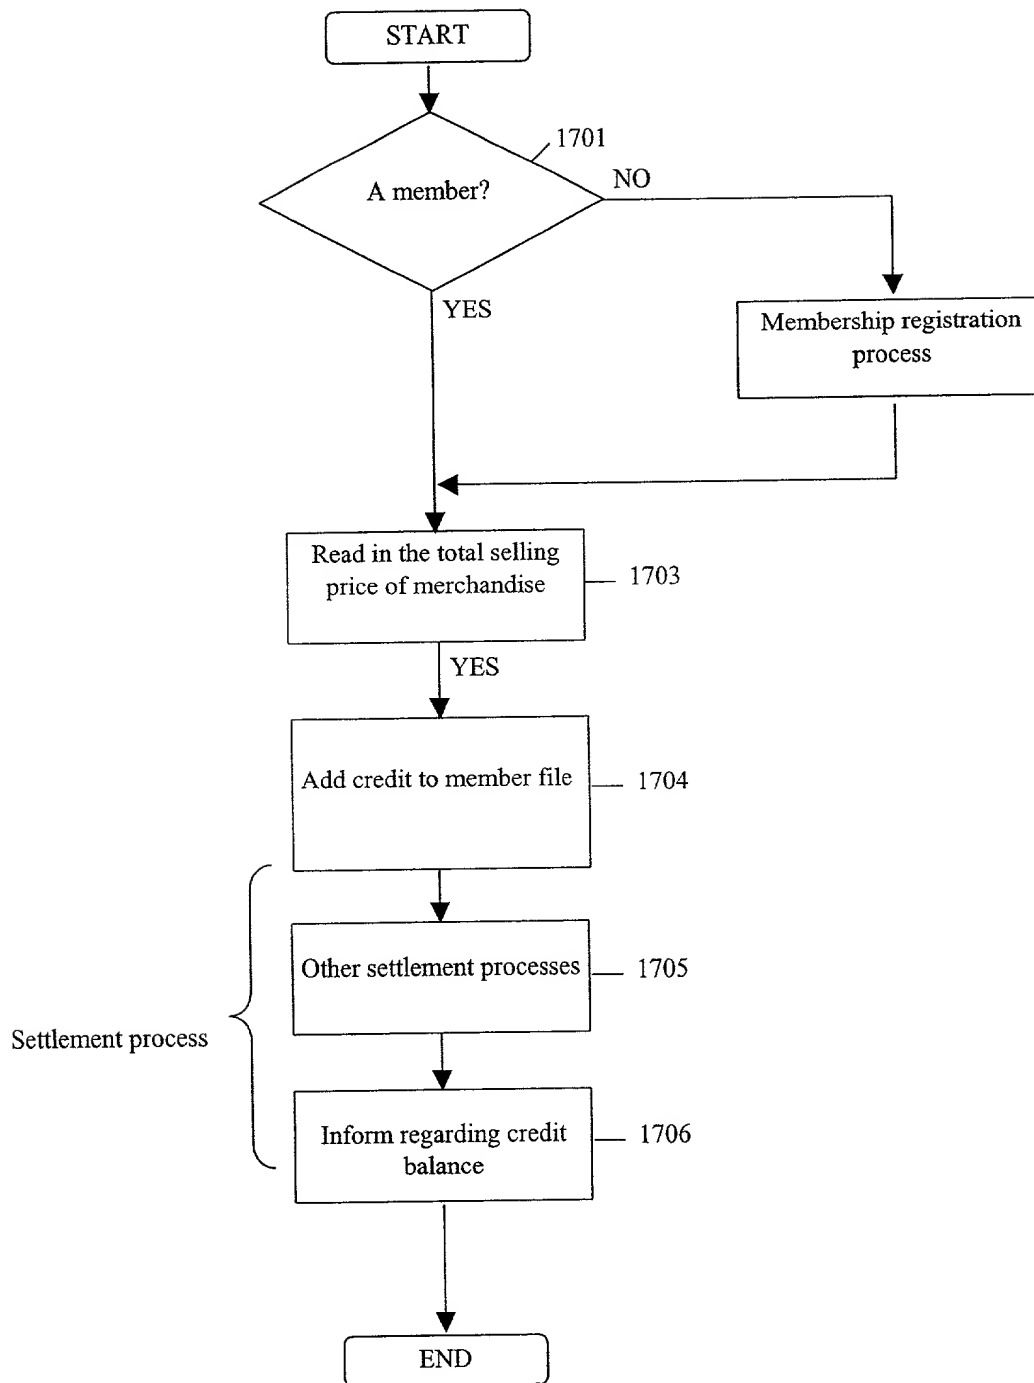 START
1701
A member?
NO
YES
Membership registration
process
Read in the total selling
price of merchandise
1703
YES
Add credit to member file
1704
Other settlement processes
1705
Settlement process
Inform regarding credit
balance
1706
END